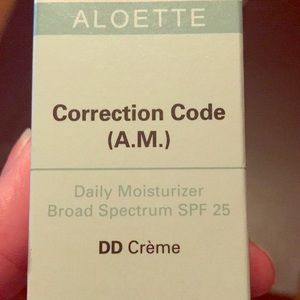 ALOETTE
Correction Code
(A.M.)
Daily Moisturizer
Broad Spectrum SPF 25
DD Crème